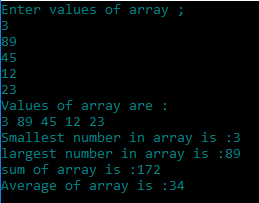 Enter values of array ;
3
89
45
12
23
Values of array are :
3 89 45 12 23
Smallest number in array is :3
largest number in array is :89
sum of array is :172
Average of array is :34